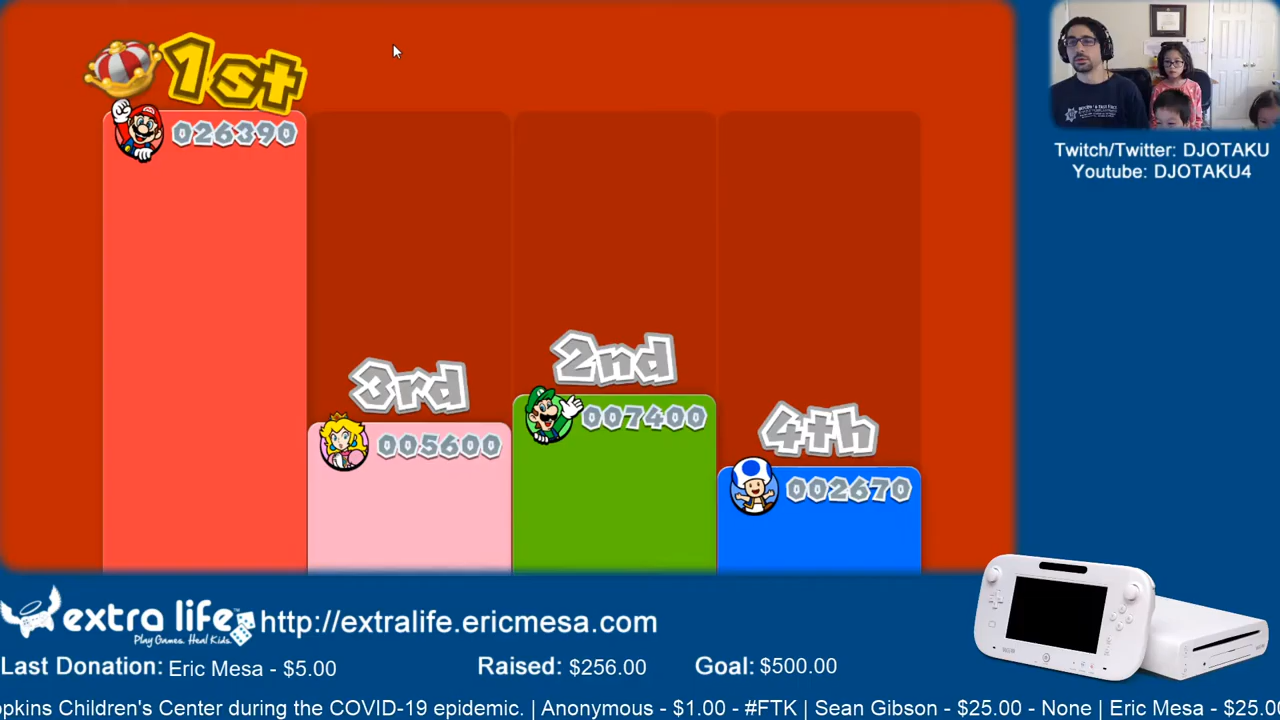 1st
026390
3rd
005600
2nd
007400
4th
002670
Twitch/Twitter: DJOTAKU
Youtube: DJOTAKU4
extra life
Play Games. Heal Kids.
http://extralife.ericmesa.com
Last Donation: Eric Mesa - $5.00
Raised: $256.00
Goal: $500.00
opkins Children's Center during the COVID-19 epidemic. | Anonymous - $1.00 - #FTK | Sean Gibson - $25.00 - None | Eric Mesa - $25.00